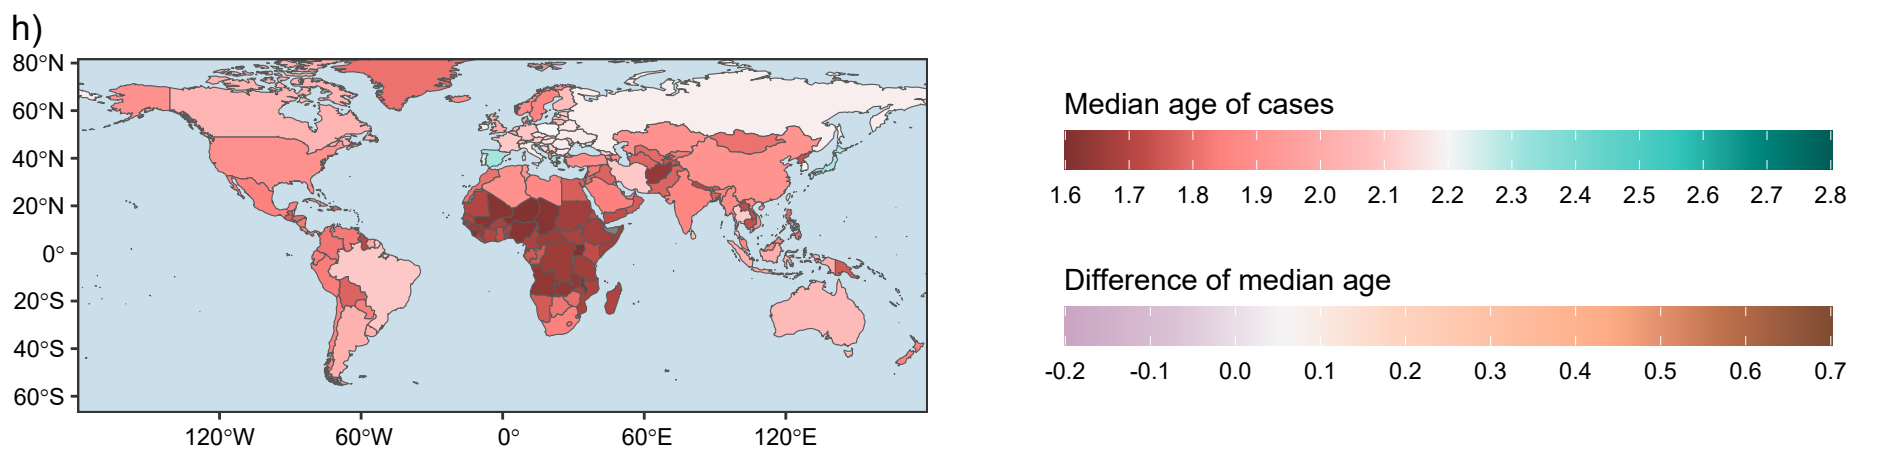 h)
80°N
60°N
40°N
20°N
0°
20°S
40°S
60°S
120°W 60°W 0° 60°E 120°E
Median age of cases
1.6 1.7 1.8 1.9 2.0 2.1 2.2 2.3 2.4 2.5 2.6 2.7 2.8
Difference of median age
-0.2 -0.1 0.0 0.1 0.2 0.3 0.4 0.5 0.6 0.7